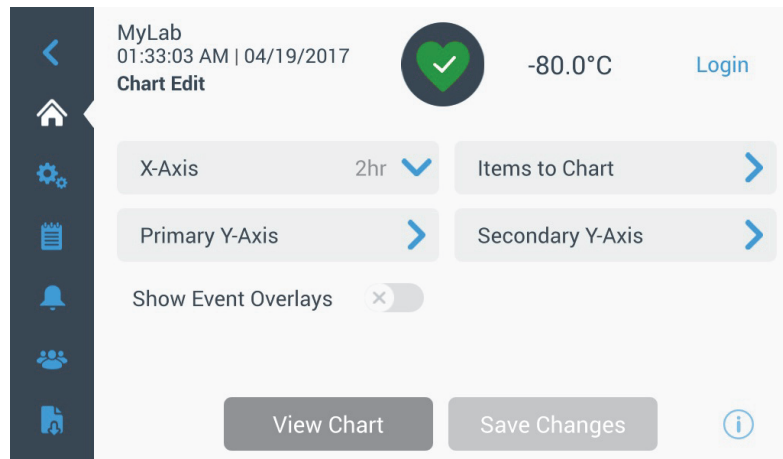 MyLab
01:33:03 AM | 04/19/2017
Chart Edit
-80.0°C
Login
X-Axis 2hr
Items to Chart
Primary Y-Axis
Secondary Y-Axis
Show Event Overlays
View Chart
Save Changes